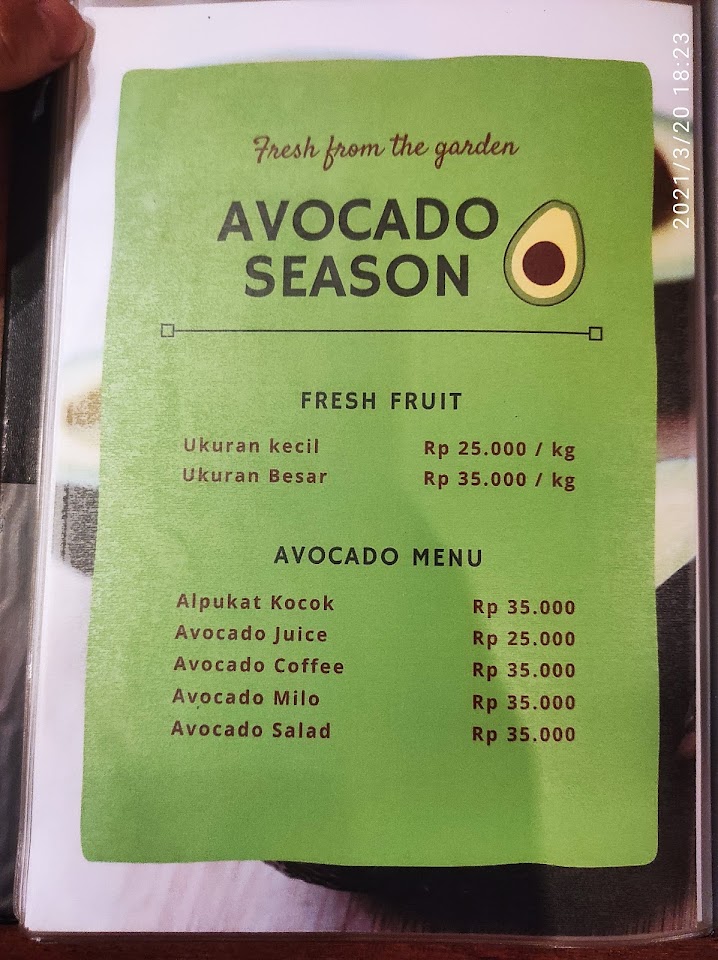 2021/3/20 18:23
Fresh from the garden
AVOCADO
SEASON
FRESH FRUIT
Ukuran kecil Rp 25.000 / kg
Ukuran Besar Rp 35.000 / kg
AVOCADO MENU
Alpukat Kocok Rp 35.000
Avocado Juice Rp 25.000
Avocado Coffee Rp 35.000
Avocado Milo Rp 35.000
Avocado Salad Rp 35.000